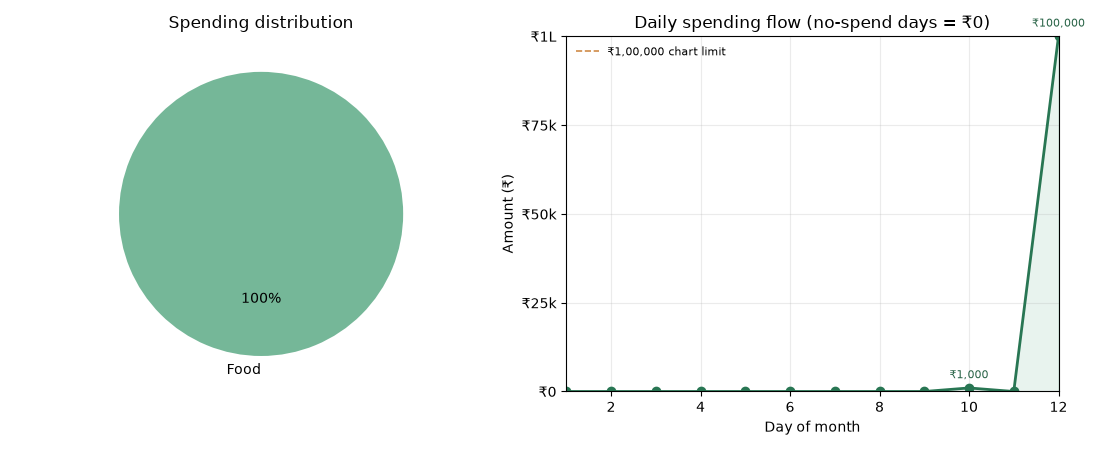 Spending distribution
100%
Food
Daily spending flow (no-spend days = ₹0)
₹100,000
₹1,00,000 chart limit
₹1L
₹75k
₹50k
₹25k
₹0
Amount (₹)
₹1,000
2 4 6 8 10 12
Day of month